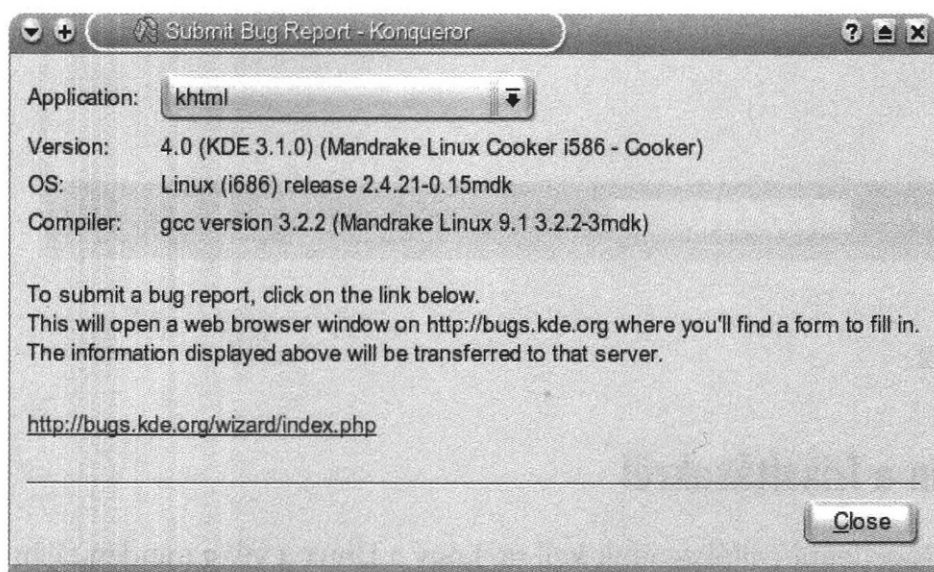 Submit Bug Report - Konqueror
Application: khtml
Version: 4.0 (KDE 3.1.0) (Mandrake Linux Cooker i586 - Cooker)
OS: Linux (i686) release 2.4.21-0.15mdk
Compiler: gcc version 3.2.2 (Mandrake Linux 9.1 3.2.2-3mdk)
To submit a bug report, click on the link below.
This will open a web browser window on http://bugs.kde.org where you'll find a form to fill in.
The information displayed above will be transferred to that server.
http://bugs.kde.org/wizard/index.php
Close